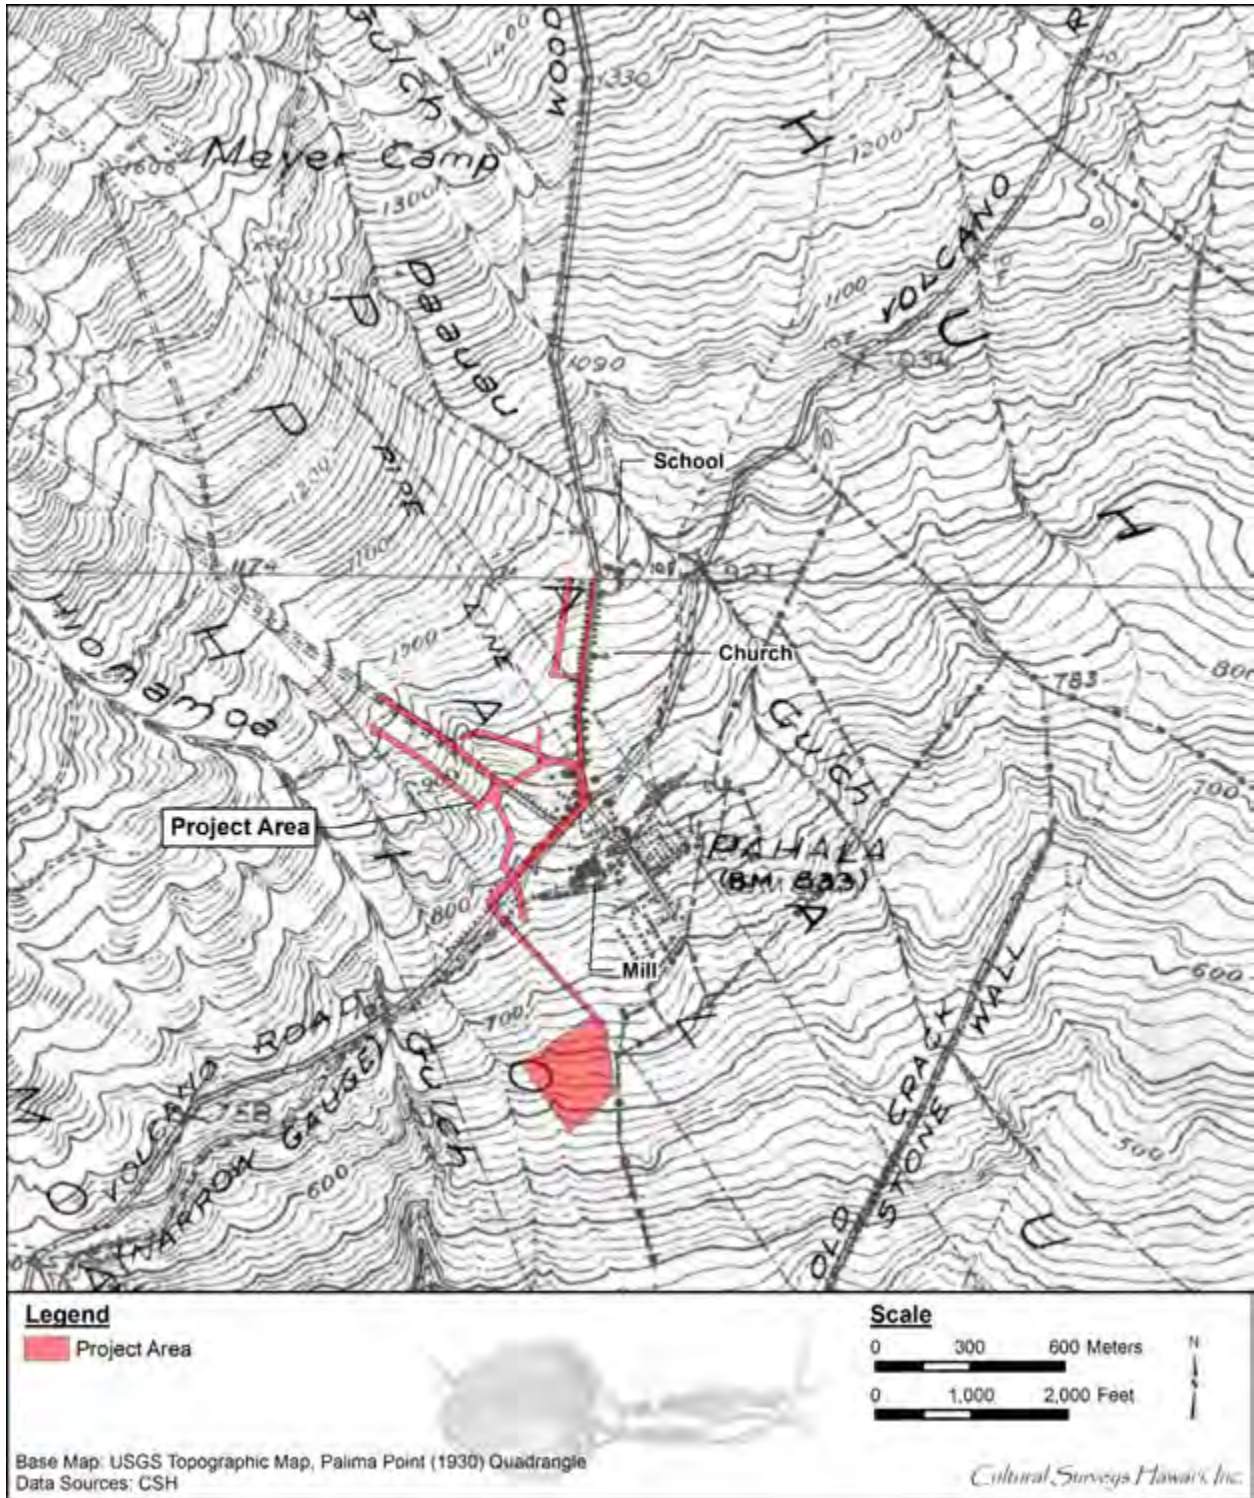 Gulch
WOOD
1400
1330
Meyer Camp
1300
1200
VOLCANO
1100
Paauau
1090
P
P
PIPE
LINE
1200
1100
School
1174
921
Hionamoa
H
A
A
Church
783
800
Gulch
700
Project Area
PAHALA
(BM 833)
A
800
Mill
600
CRACK
WALL
700
VOLCANO ROAD
(NARROW GAUGE)
Gulch
O
758
600
500
OLD
STONE
U
Legend
Project Area
Scale
0 300 600 Meters
0 1,000 2,000 Feet
N
Base Map: USGS Topographic Map, Palima Point (1930) Quadrangle
Data Sources: CSH
Cultural Surveys Hawai'i, Inc.